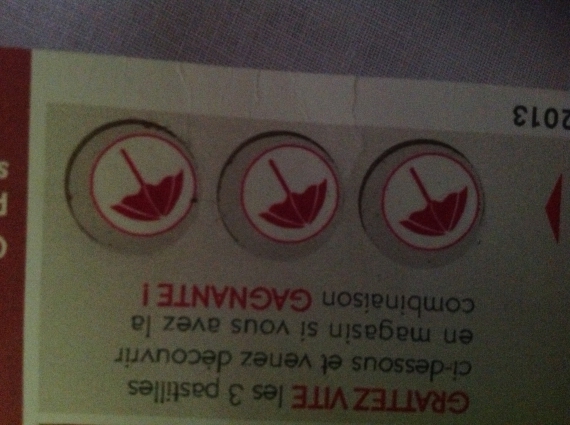 GRATTEZ VITE les 3 pastilles
ci-dessous et venez découvrir
en magasin si vous avez la
combinaison GAGNANTE !
2013